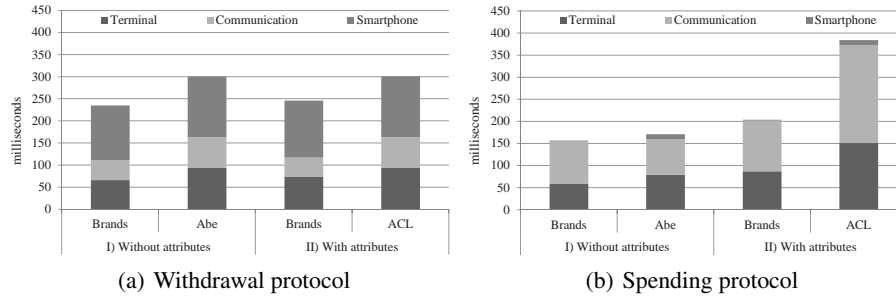 Terminal Communication Smartphone
450
400
350
300
250
200
150
100
50
0
milliseconds
Brands Abe Brands ACL
I) Without attributes II) With attributes
(a) Withdrawal protocol
Terminal Communication Smartphone
450
400
350
300
250
200
150
100
50
0
milliseconds
Brands Abe Brands ACL
I) Without attributes II) With attributes
(b) Spending protocol